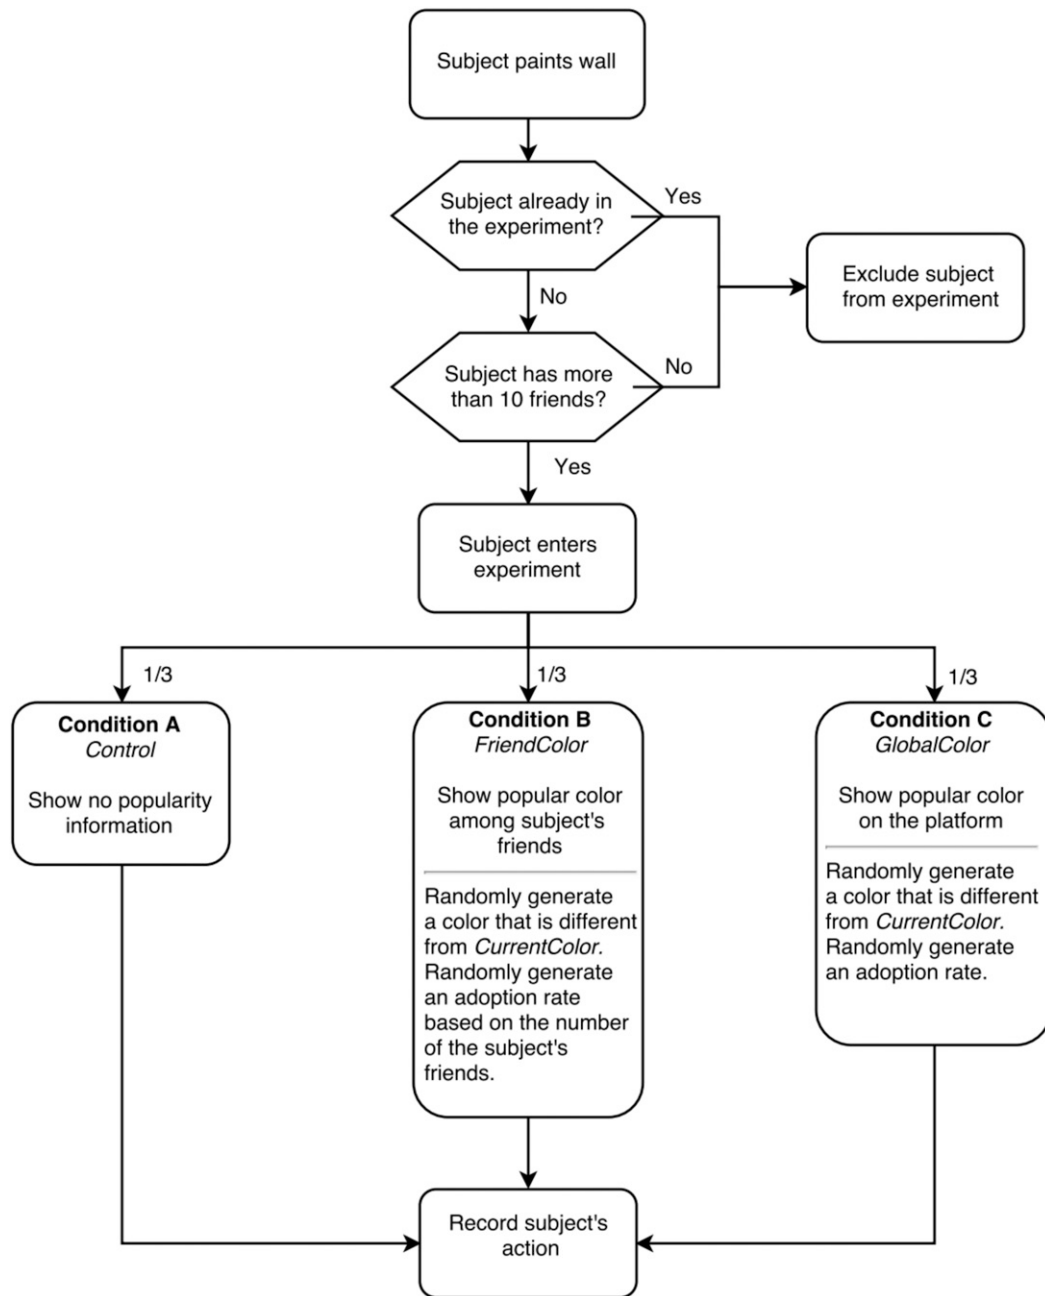 Subject paints wall
Subject already in
the experiment?
Yes
Exclude subject
from experiment
No
Subject has more
than 10 friends?
No
Yes
Subject enters
experiment
1/3
1/3
1/3
Condition A
Control
Show no popularity
information
Condition B
FriendColor
Show popular color
among subject's
friends
Randomly generate
a color that is different
from CurrentColor.
Randomly generate
an adoption rate
based on the number
of the subject's
friends.
Condition C
GlobalColor
Show popular color
on the platform
Randomly generate
a color that is different
from CurrentColor.
Randomly generate
an adoption rate.
Record subject's
action